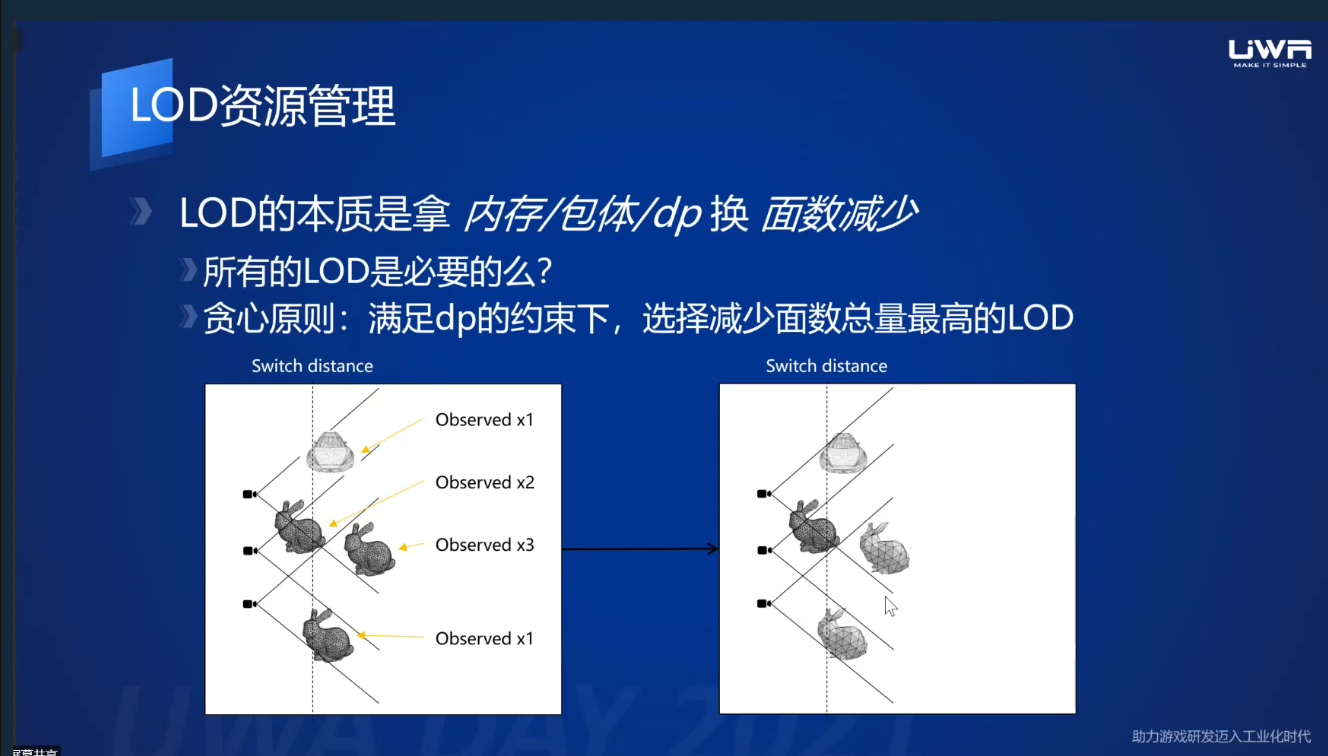 UWA
MAKE IT SIMPLE
LOD资源管理
LOD的本质是拿 内存/包体/dp 换 面数减少
所有的LOD是必要的么?
贪心原则：满足dp的约束下，选择减少面数总量最高的LOD
Switch distance
Switch distance
Observed x1
Observed x2
Observed x3
Observed x1
UWA DAY 2021
助力游戏研发迈入工业化时代
屏幕共享